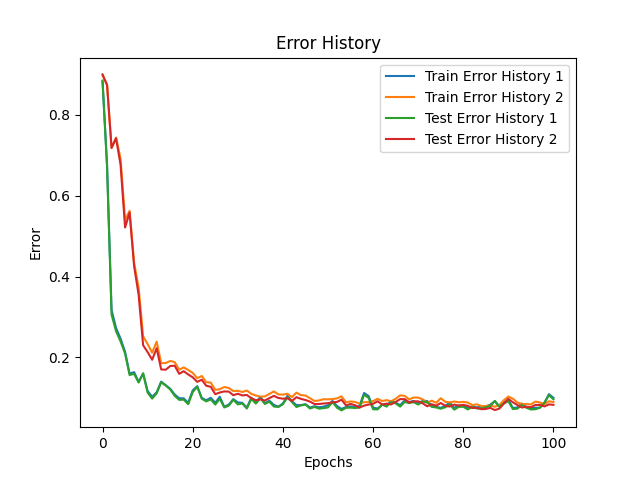 Error History
Train Error History 1
Train Error History 2
Test Error History 1
Test Error History 2
Error
0.8
0.6
0.4
0.2
0 20 40 60 80 100
Epochs